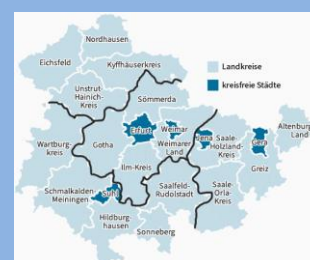 Nordhausen
Eichsfeld
Kyffhäuserkreis
Landkreise
kreisfreie Städte
Unstrut-
Hainich-
Kreis
Sömmerda
Erfurt
Weimar
Weimarer
Land
Jena
Saale-
Holzland-
Kreis
Gera
Altenburger
Land
Wartburg-
kreis
Gotha
Ilm-Kreis
Greiz
Schmalkalden-
Meiningen
Suhl
Saalfeld-
Rudolstadt
Saale-
Orla-
Kreis
Hildburg
hausen
Sonneberg